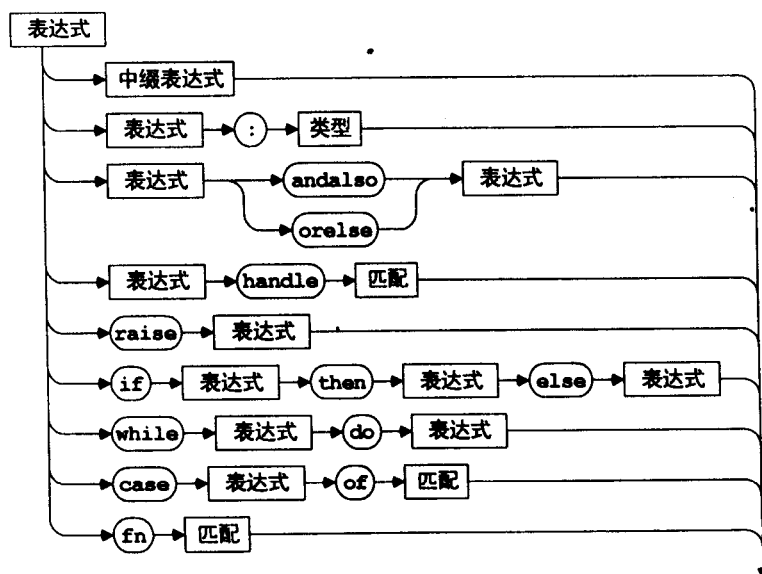 表达式
中缀表达式
表达式 : 类型
表达式 andalso 表达式
orelse
表达式 handle 匹配
raise 表达式
if 表达式 then 表达式 else 表达式
while 表达式 do 表达式
case 表达式 of 匹配
fn 匹配